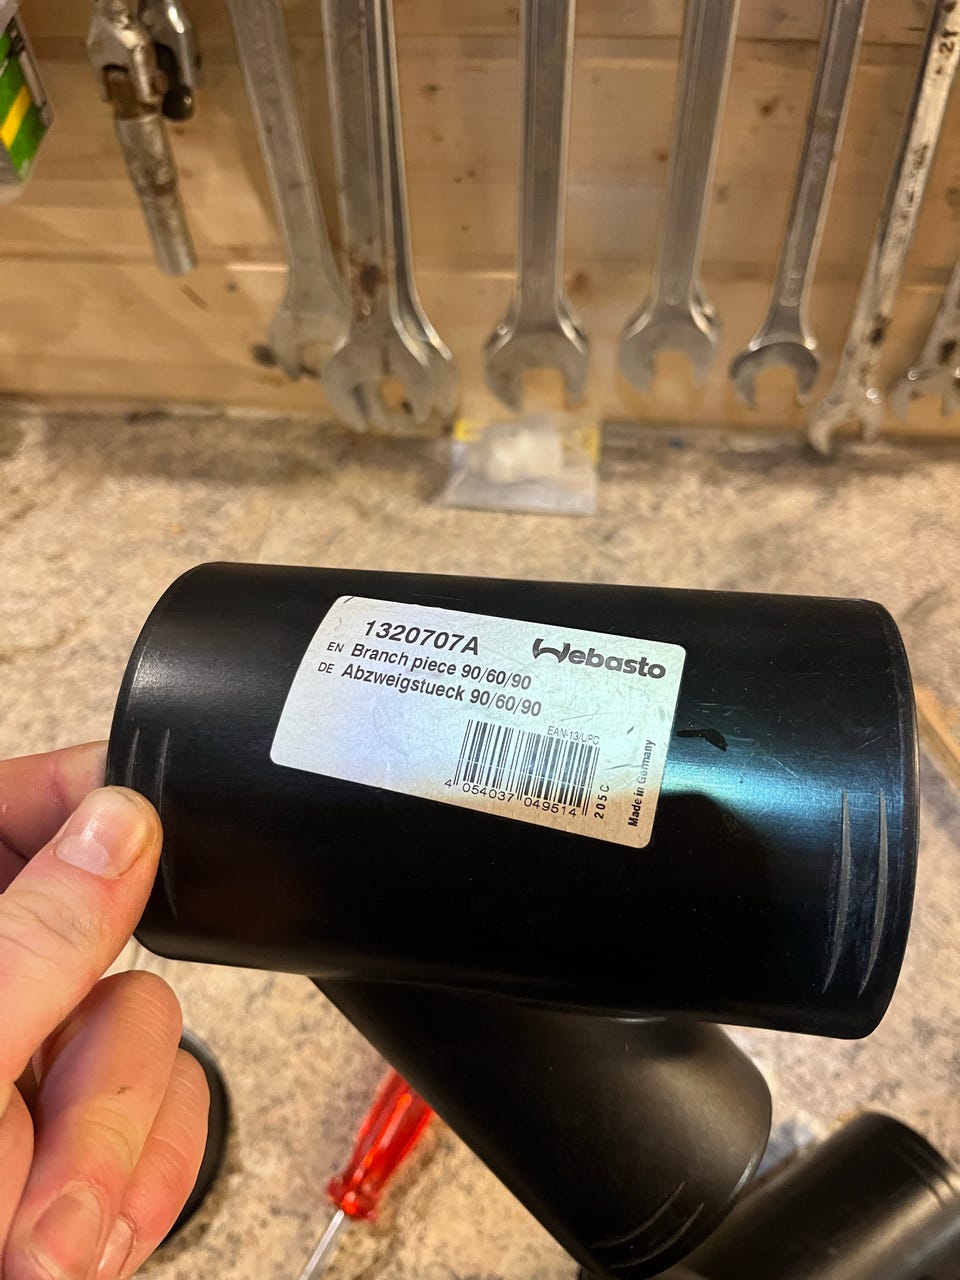 1320707A
Webasto
EN Branch piece 90/60/90
DE Abzweigstueck 90/60/90
EAN-13/UPC
4 054037 049514
205C
Made in Germany
21